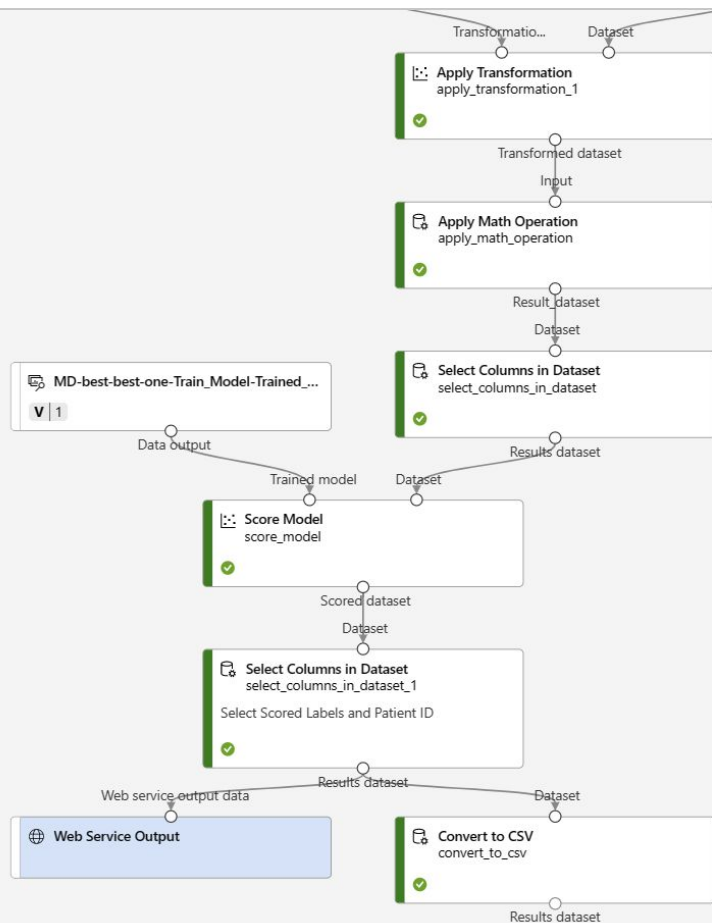 Transformatio...
Dataset
Apply Transformation
apply_transformation_1
Transformed dataset
Input
Apply Math Operation
apply_math_operation
Result_dataset
Dataset
Select Columns in Dataset
select_columns_in_dataset
Results dataset
MD-best-best-one-Train_Model-Trained_...
V 1
Data output
Trained model
Dataset
Score Model
score_model
Scored dataset
Dataset
Select Columns in Dataset
select_columns_in_dataset_1
Select Scored Labels and Patient ID
Results dataset
Web service output data
Dataset
Web Service Output
Convert to CSV
convert_to_csv
Results dataset